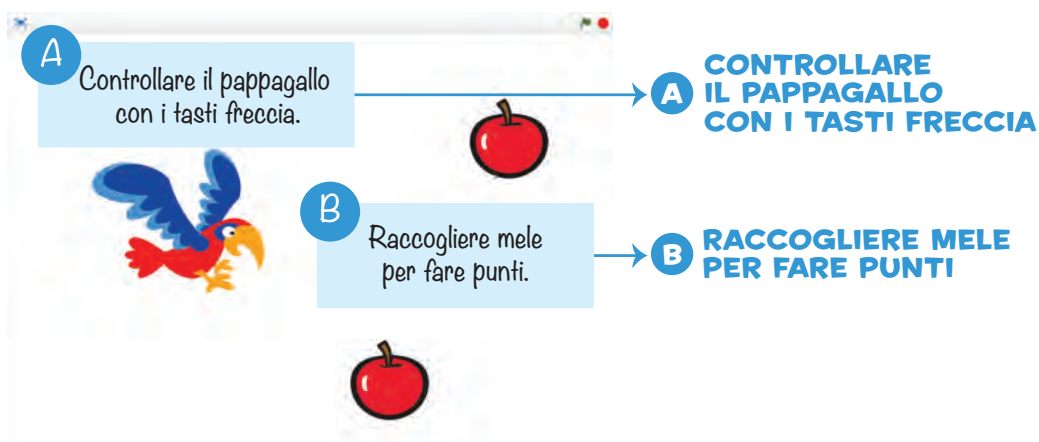 A
Controllare il pappagallo
con i tasti freccia.
A
CONTROLLARE
IL PAPPAGALLO
CON I TASTI FRECCIA
B
Raccogliere mele
per fare punti.
B
RACCOGLIERE MELE
PER FARE PUNTI